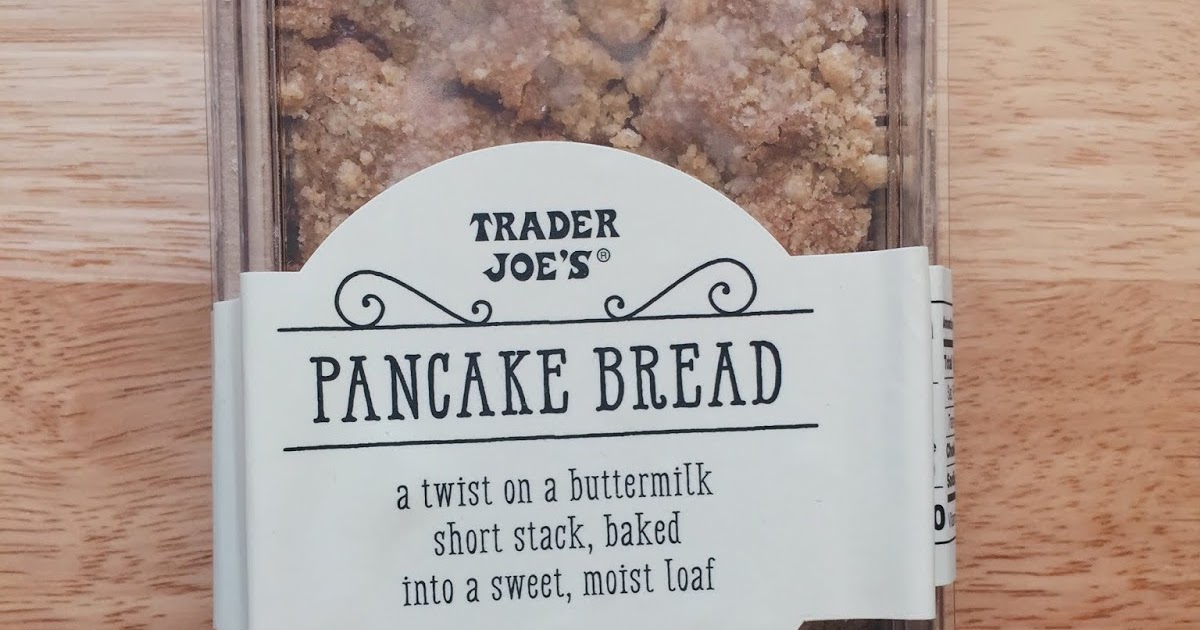 TRADER
JOE'S®
PANCAKE BREAD
a twist on a buttermilk
short stack, baked
into a sweet, moist loaf